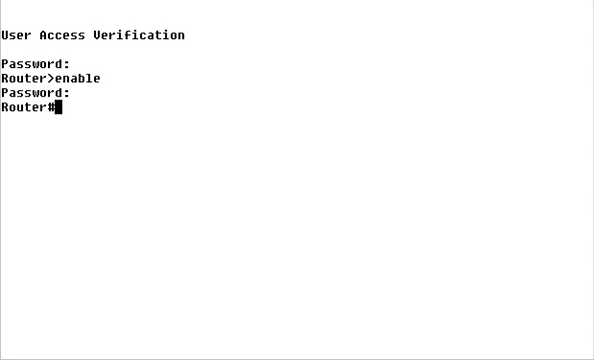 User Access Verification
Password:
Router>enable
Password:
Router#